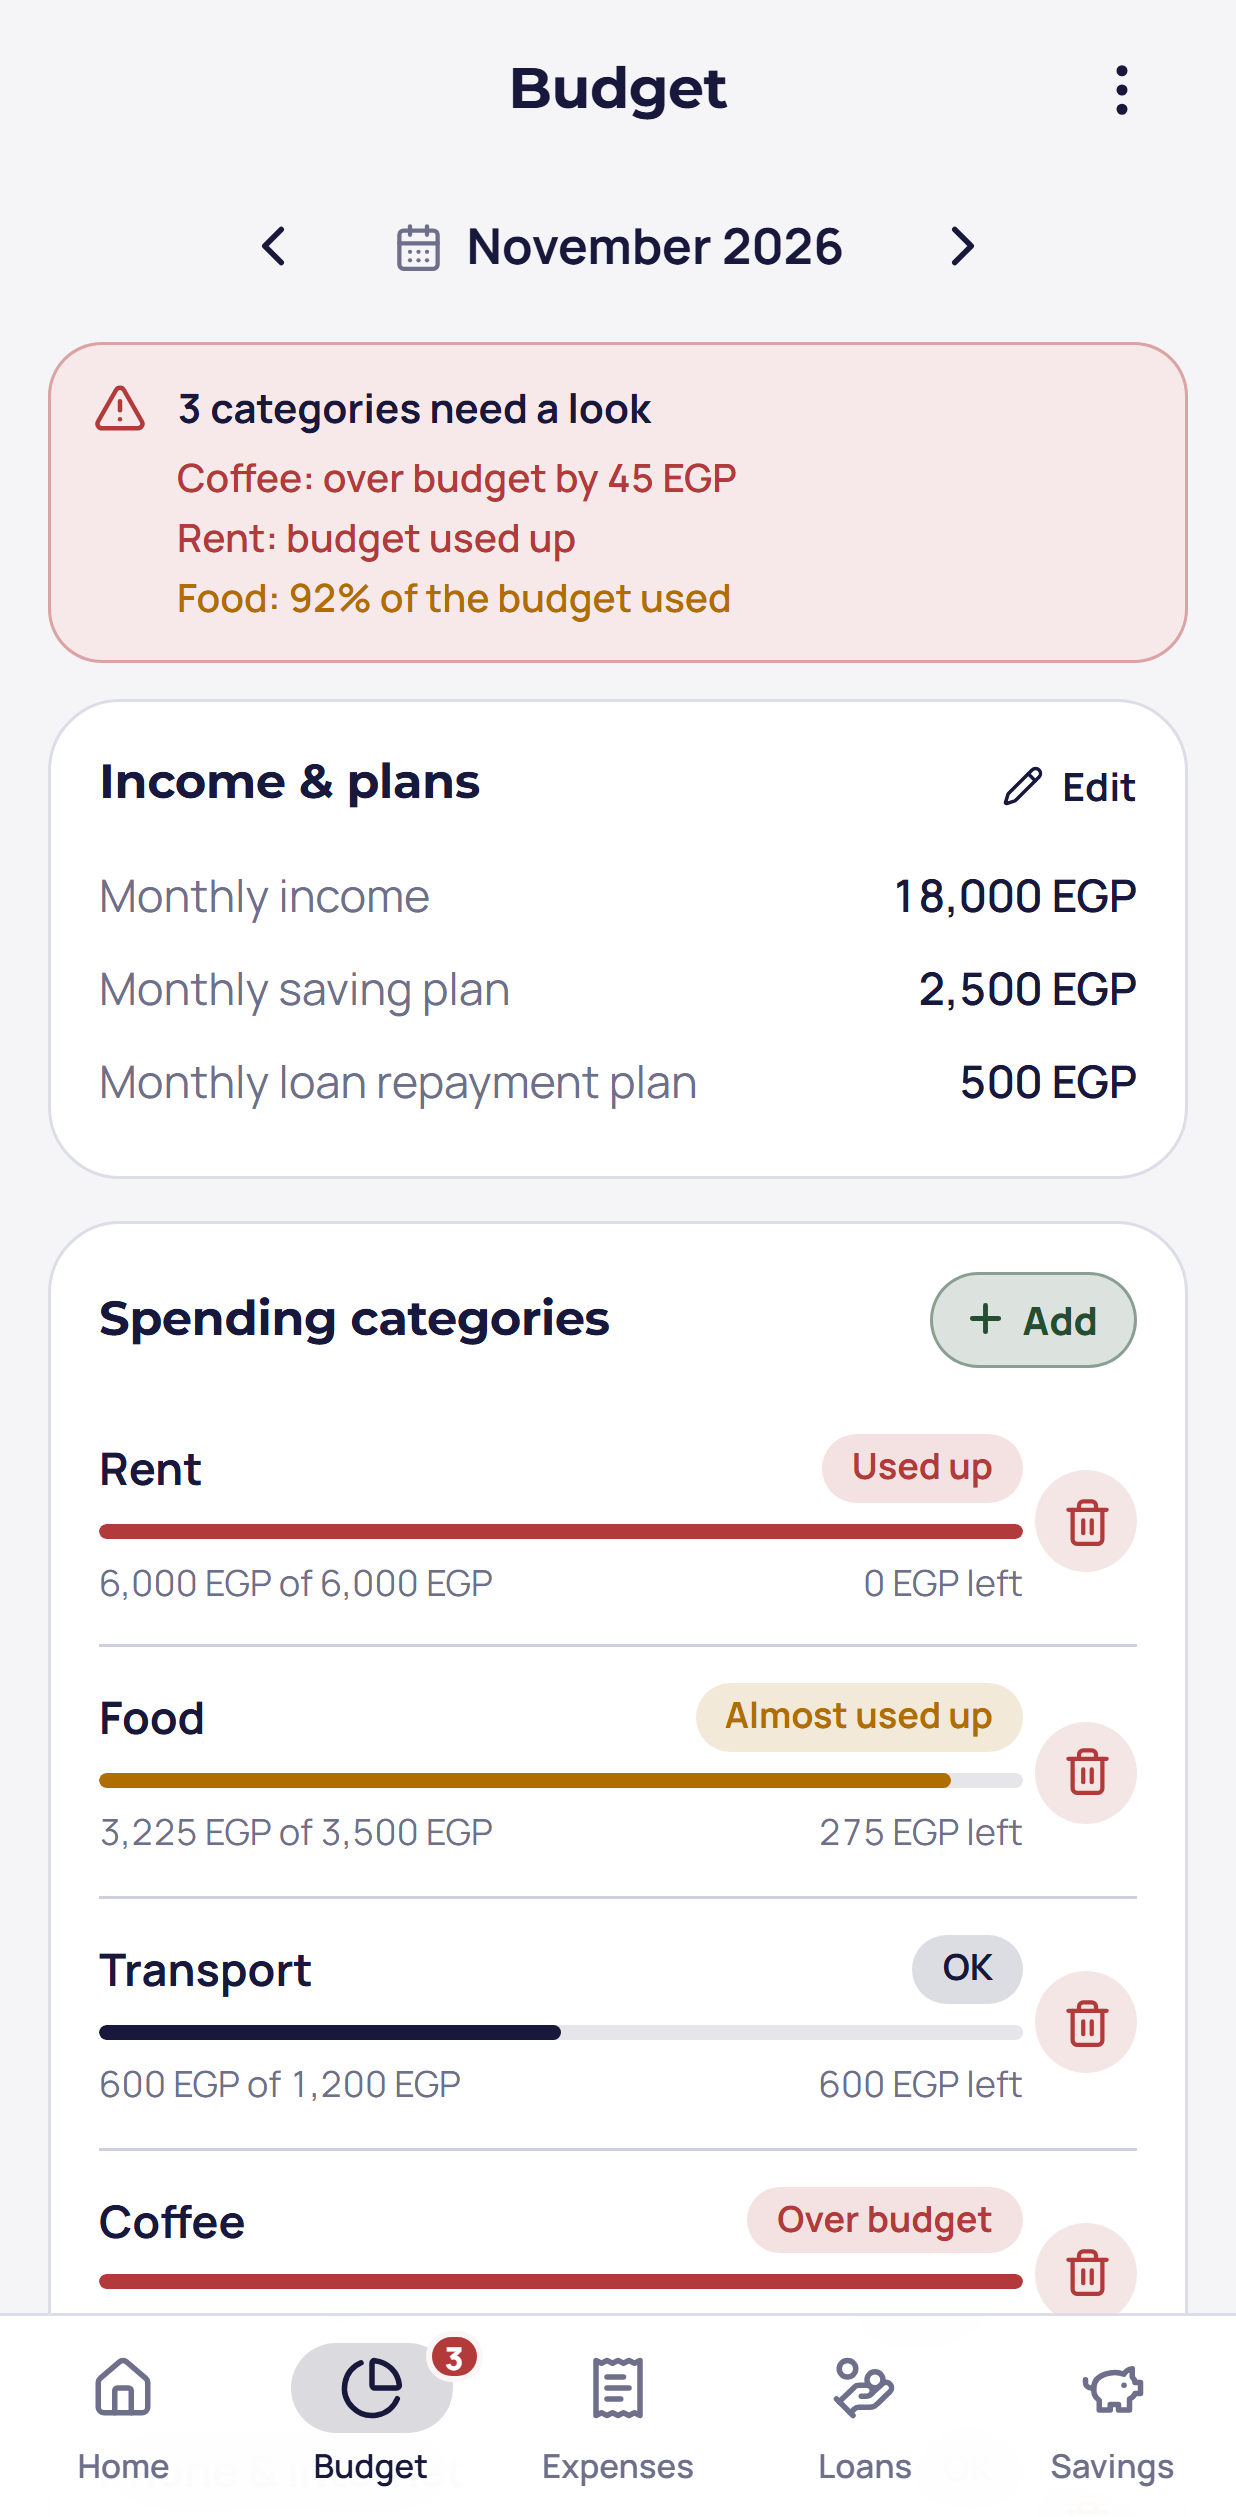 Budget
November 2026
3 categories need a look
Coffee: over budget by 45 EGP
Rent: budget used up
Food: 92% of the budget used
Income & plans
Edit
Monthly income
18,000 EGP
Monthly saving plan
2,500 EGP
Monthly loan repayment plan
500 EGP
Spending categories
Add
Rent
Used up
6,000 EGP of 6,000 EGP
0 EGP left
Food
Almost used up
3,225 EGP of 3,500 EGP
275 EGP left
Transport
OK
600 EGP of 1,200 EGP
600 EGP left
Coffee
Over budget
3
Home
Budget
Expenses
Loans
Savings